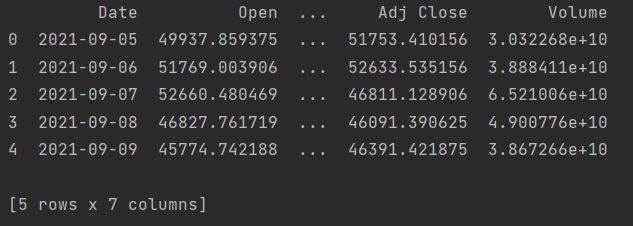 Date Open ... Adj Close Volume
0 2021-09-05 49937.859375 ... 51753.410156 3.032268e+10
1 2021-09-06 51769.003906 ... 52633.535156 3.888411e+10
2 2021-09-07 52660.480469 ... 46811.128906 6.521006e+10
3 2021-09-08 46827.761719 ... 46091.390625 4.900776e+10
4 2021-09-09 45774.742188 ... 46391.421875 3.867266e+10
[5 rows x 7 columns]